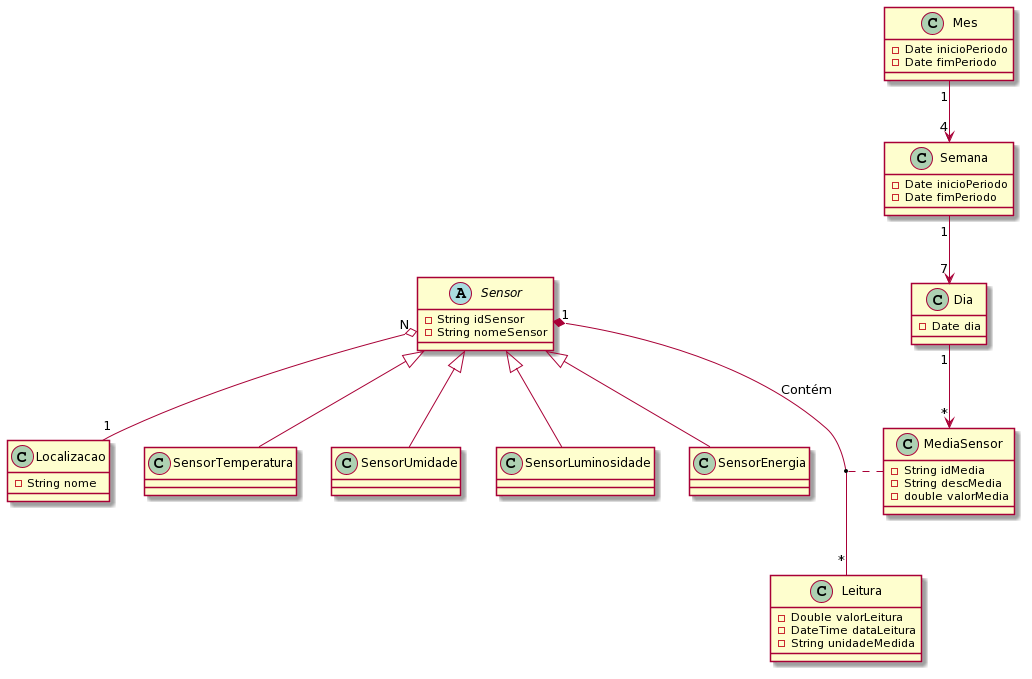 C Mes
Date inicioPeriodo
Date fimPeriodo
1
4
C Semana
Date inicioPeriodo
Date fimPeriodo
1
7
C Dia
Date dia
1
*
A Sensor
String idSensor
String nomeSensor
N
1
Contém
1
C Localizacao
String nome
C SensorTemperatura
C SensorUmidade
C SensorLuminosidade
C SensorEnergia
C MediaSensor
String idMedia
String descMedia
double valorMedia
*
C Leitura
Double valorLeitura
DateTime dataLeitura
String unidadeMedida